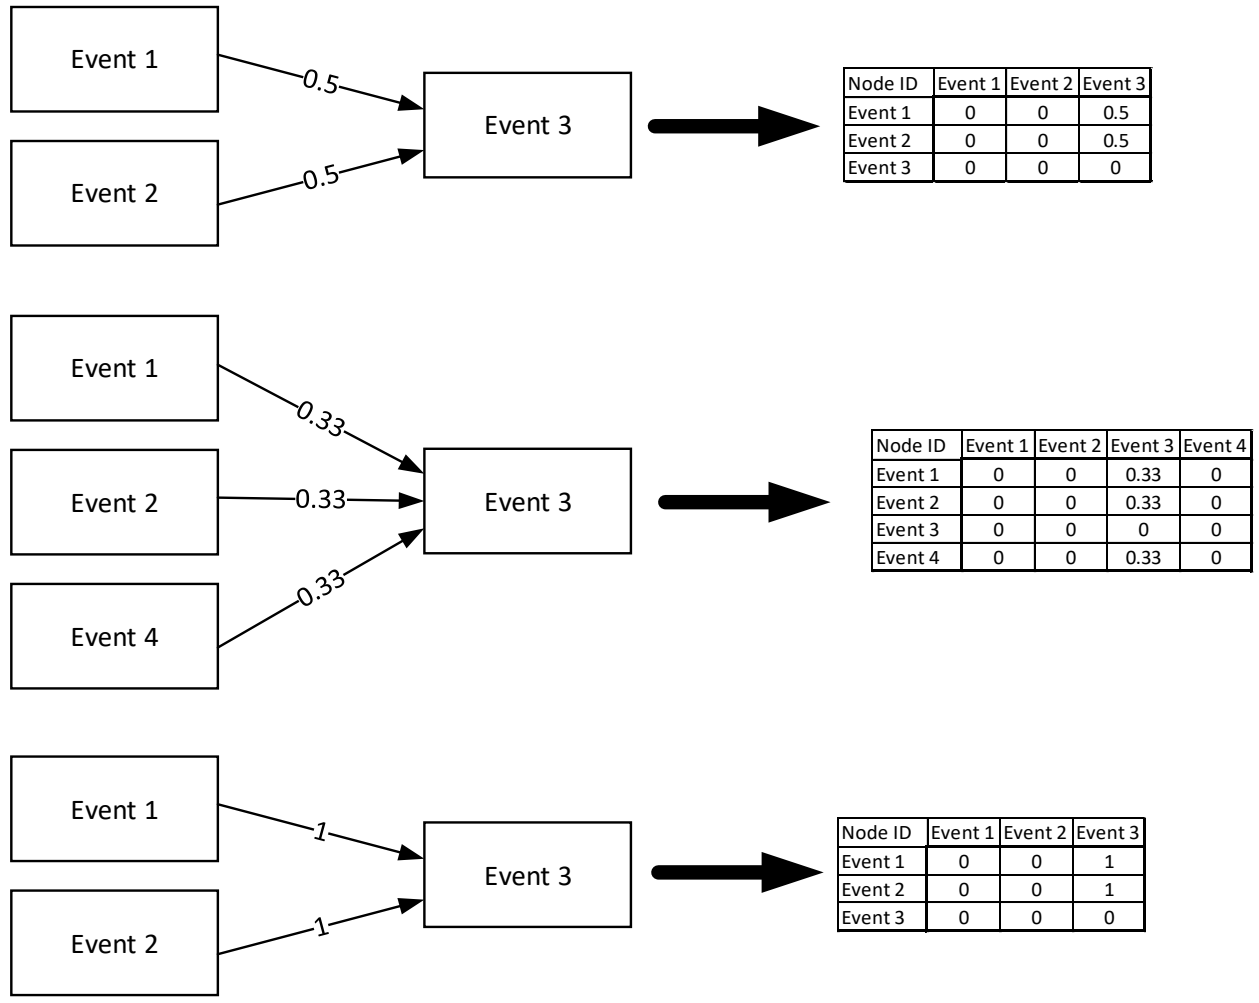 Event 1
0.5
Event 3
Event 2
0.5
Node ID Event 1 Event 2 Event 3
Event 1 0 0 0.5
Event 2 0 0 0.5
Event 3 0 0 0
Event 1
0.33
Event 2
0.33
Event 3
Event 4
0.33
Node ID Event 1 Event 2 Event 3 Event 4
Event 1 0 0 0.33 0
Event 2 0 0 0.33 0
Event 3 0 0 0 0
Event 4 0 0 0.33 0
Event 1
1
Event 3
Event 2
1
Node ID Event 1 Event 2 Event 3
Event 1 0 0 1
Event 2 0 0 1
Event 3 0 0 0